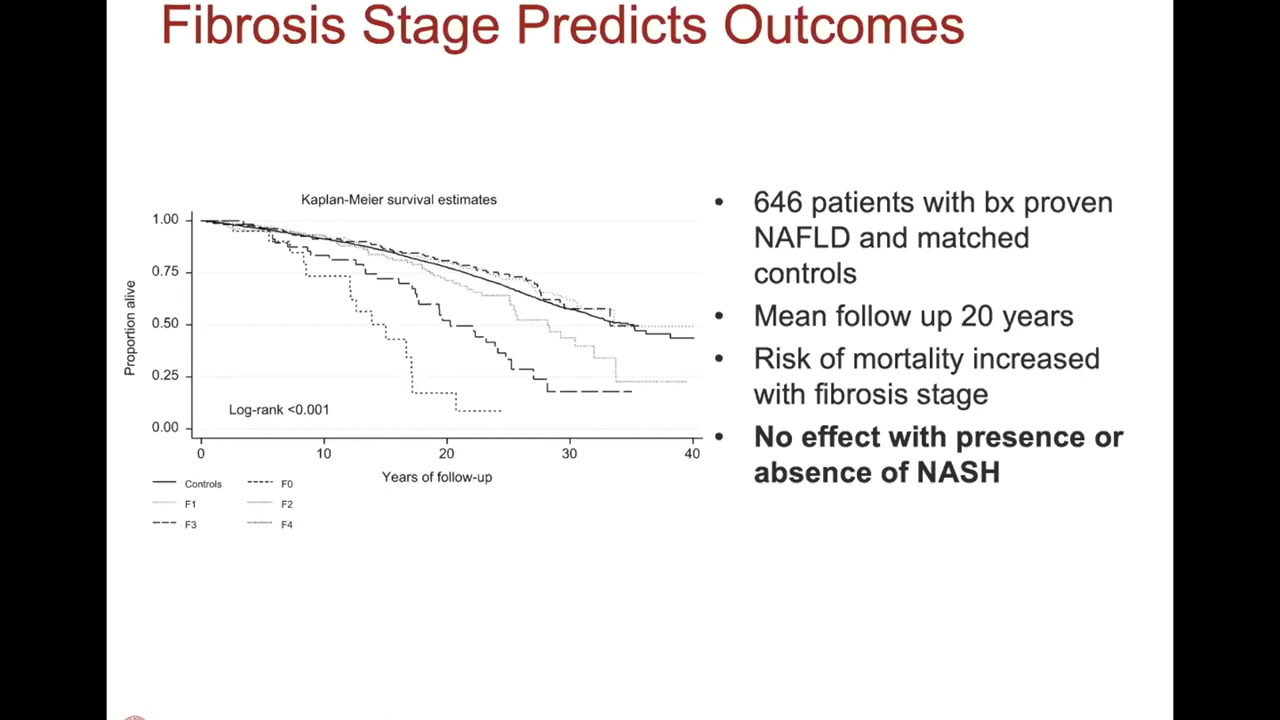 Fibrosis Stage Predicts Outcomes
Kaplan-Meier survival estimates
1.00
0.75
0.50
0.25
0.00
Proportion alive
Log-rank <0.001
0 10 20 30 40
Years of follow-up
Controls F0
F1 F2
F3 F4
• 646 patients with bx proven
NAFLD and matched
controls
• Mean follow up 20 years
• Risk of mortality increased
with fibrosis stage
• No effect with presence or
absence of NASH